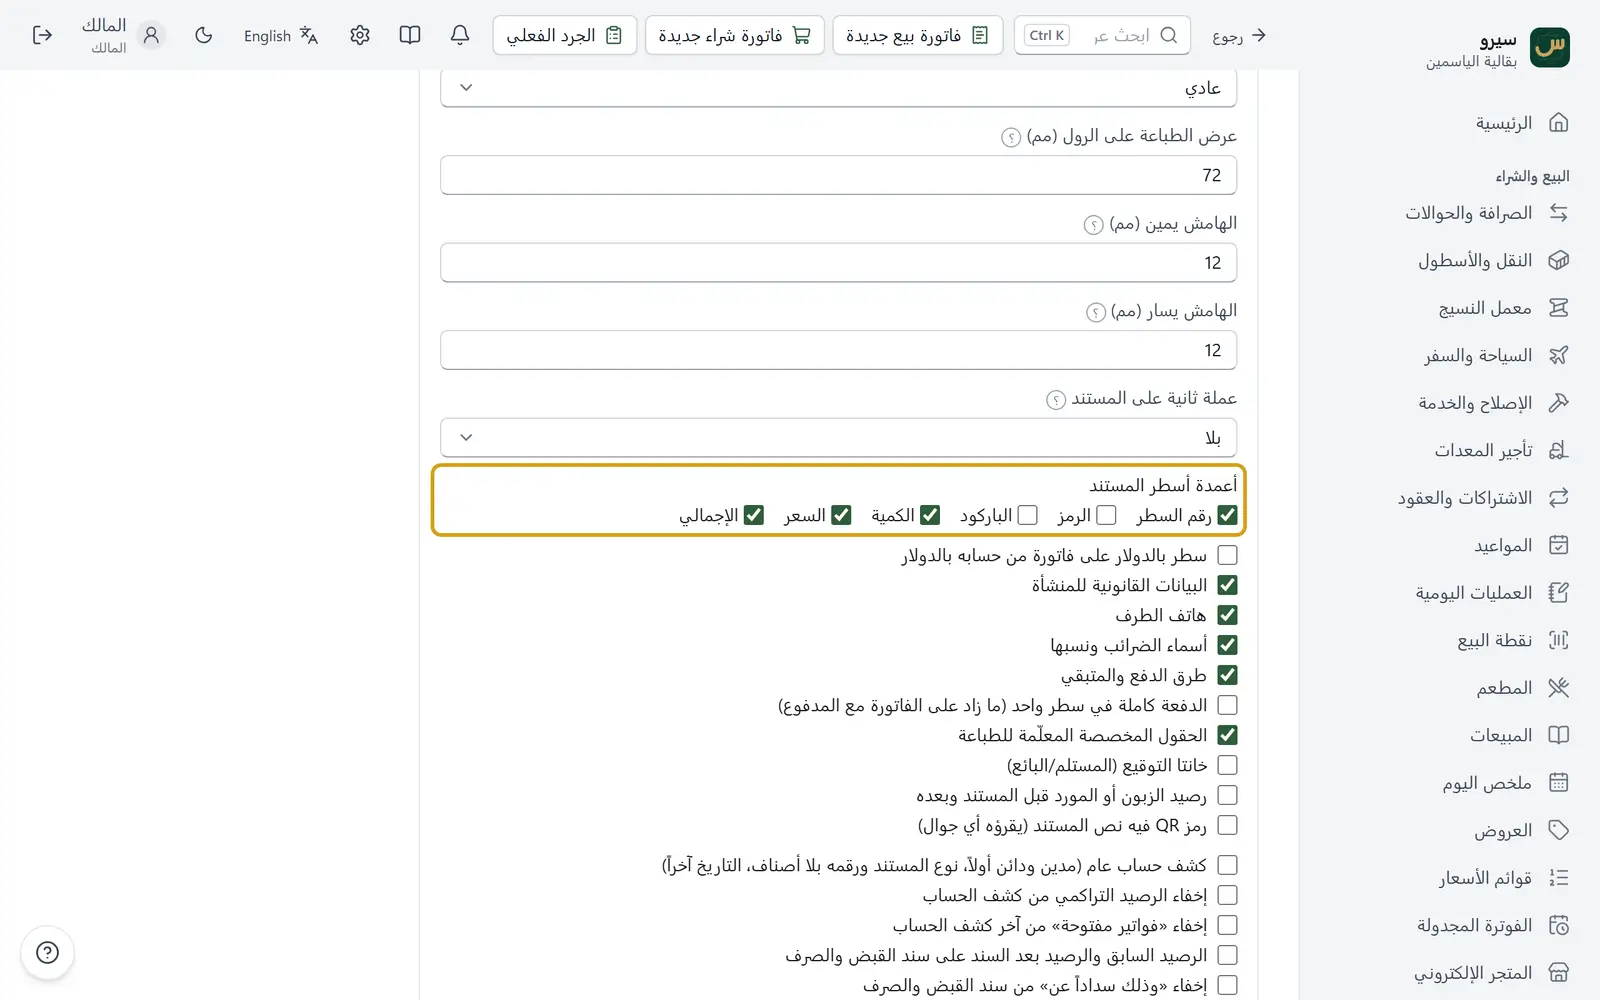 سيرو
بقالية الياسمين
رجوع
ابحث عر
Ctrl K
فاتورة بيع جديدة
فاتورة شراء جديدة
الجرد الفعلي
English
المالك
المالك
الرئيسية
البيع والشراء
الصرافة والحوالات
النقل والأسطول
معمل النسيج
السياحة والسفر
الإصلاح والخدمة
تأجير المعدات
الاشتراكات والعقود
المواعيد
العمليات اليومية
نقطة البيع
المطعم
المبيعات
ملخص اليوم
العروض
قوائم الأسعار
الفوترة المجدولة
المتجر الإلكتروني
عادي
عرض الطباعة على الرول (مم) ؟
72
الهامش يمين (مم) ؟
12
الهامش يسار (مم) ؟
12
عملة ثانية على المستند ؟
بلا
أعمدة أسطر المستند
رقم السطر الرمز الباركود الكمية السعر الإجمالي
سطر بالدولار على فاتورة من حسابه بالدولار
البيانات القانونية للمنشأة
هاتف الطرف
أسماء الضرائب ونسبها
طرق الدفع والمتبقي
الدفعة كاملة في سطر واحد (ما زاد على الفاتورة مع المدفوع)
الحقول المخصصة المعلّمة للطباعة
خانتا التوقيع (المستلم/البائع)
رصيد الزبون أو المورد قبل المستند وبعده
رمز QR فيه نص المستند (يقرؤه أي جوال)
كشف حساب عام (مدين ودائن أولاً، نوع المستند ورقمه بلا أصناف، التاريخ آخراً)
إخفاء الرصيد التراكمي من كشف الحساب
إخفاء «فواتير مفتوحة» من آخر كشف الحساب
الرصيد السابق والرصيد بعد السند على سند القبض والصرف
إخفاء «وذلك سداداً عن» من سند القبض والصرف